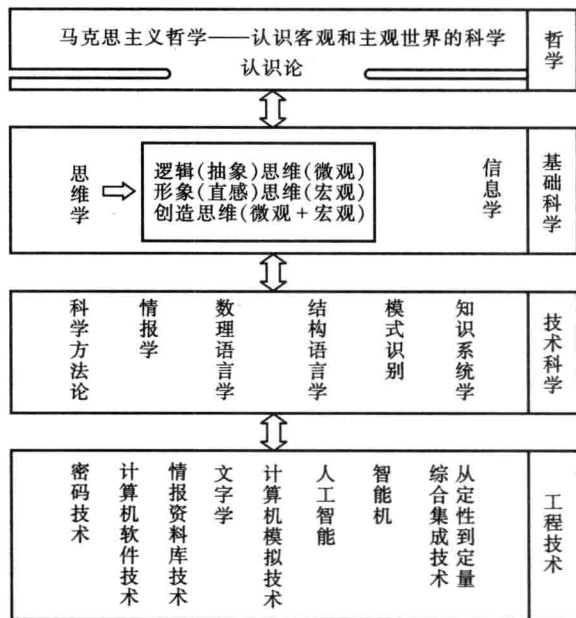 马克思主义哲学——认识客观和主观世界的科学
认识论
哲学
思维学
逻辑(抽象)思维(微观)
形象(直感)思维(宏观)
创造思维(微观+宏观)
信息学
基础科学
科学方法论
情报学
数理语言学
结构语言学
模式识别
知识系统学
技术科学
密码技术
计算机软件技术
情报资料库技术
文字学
计算机模拟技术
人工智能
智能机
从定性到定量
综合集成技术
工程技术